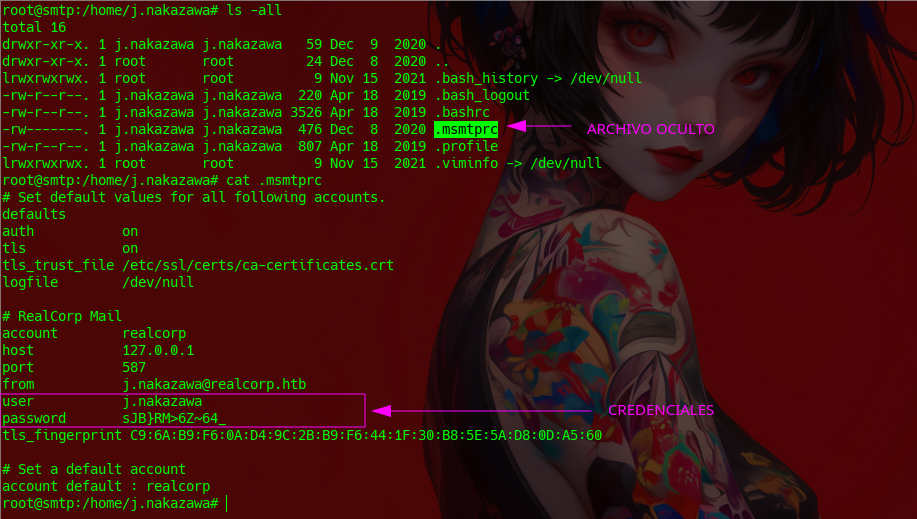 root@smtp:/home/j.nakazawa# ls -all
total 16
drwxr-xr-x. 1 j.nakazawa j.nakazawa   59 Dec  9  2020 .
drwxr-xr-x. 1 root       root         24 Dec  8  2020 ..
lrwxrwxrwx. 1 root       root          9 Nov 15  2021 .bash_history -> /dev/null
-rw-r--r--. 1 j.nakazawa j.nakazawa  220 Apr 18  2019 .bash_logout
-rw-r--r--. 1 j.nakazawa j.nakazawa 3526 Apr 18  2019 .bashrc
-rw-------. 1 j.nakazawa j.nakazawa  476 Dec  8  2020 .msmtprc ARCHIVO OCULTO
-rw-r--r--. 1 j.nakazawa j.nakazawa  807 Apr 18  2019 .profile
lrwxrwxrwx. 1 root       root          9 Nov 15  2021 .viminfo -> /dev/null
root@smtp:/home/j.nakazawa# cat .msmtprc
# Set default values for all following accounts.
defaults
auth           on
tls            on
tls_trust_file /etc/ssl/certs/ca-certificates.crt
logfile        /dev/null
# RealCorp Mail
account        realcorp
host           127.0.0.1
port           587
from           j.nakazawa@realcorp.htb
user           j.nakazawa
password       sJB}RM>6Z~64_ CREDENCIALES
tls_fingerprint C9:6A:B9:F6:0A:D4:9C:2B:B9:F6:44:1F:30:B8:5E:5A:D8:0D:A5:60
# Set a default account
account default : realcorp
root@smtp:/home/j.nakazawa#